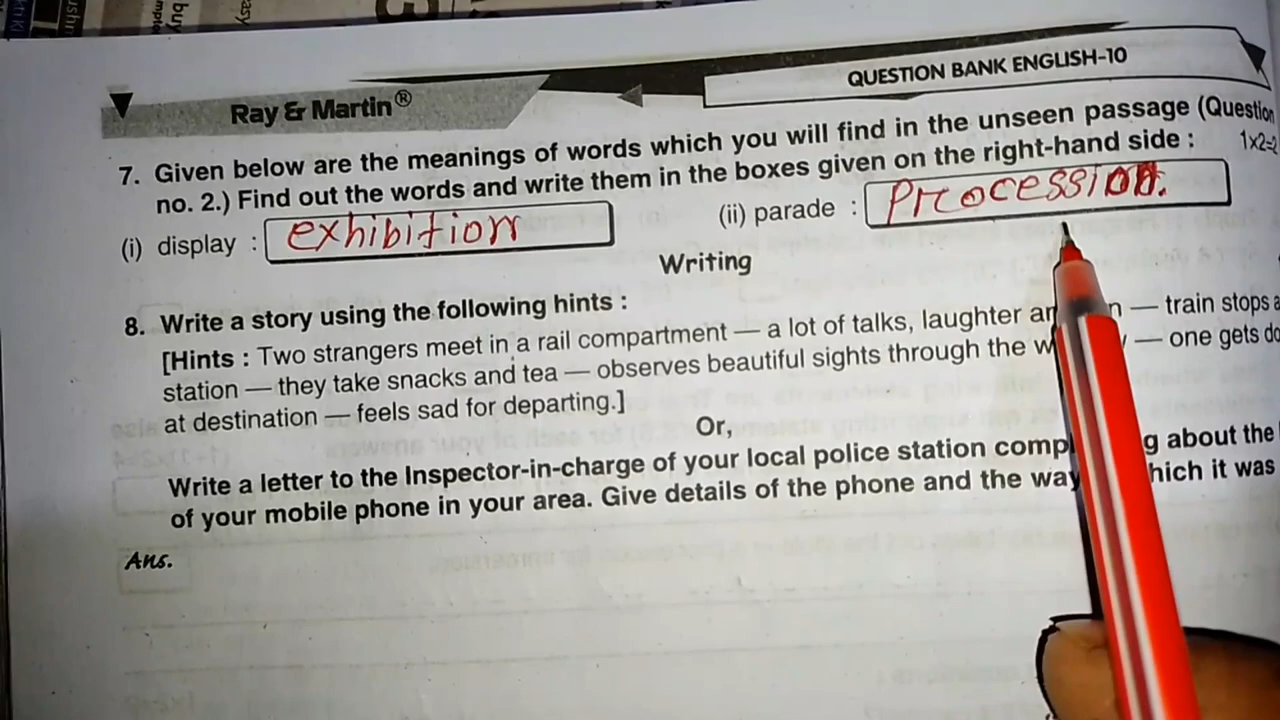 buy
Ray & Martin®
QUESTION BANK ENGLISH-10
7. Given below are the meanings of words which you will find in the unseen passage (Question
no. 2.) Find out the words and write them in the boxes given on the right-hand side : 1x2=2
(i) display : exhibition (ii) parade : Procession.
Writing
8. Write a story using the following hints :
[Hints : Two strangers meet in a rail compartment — a lot of talks, laughter — train stops
station — they take snacks and tea — observes beautiful sights through the — one gets
at destination — feels sad for departing.]
Or,
Write a letter to the Inspector-in-charge of your local police station about the
of your mobile phone in your area. Give details of the phone and the way which it was
Ans.